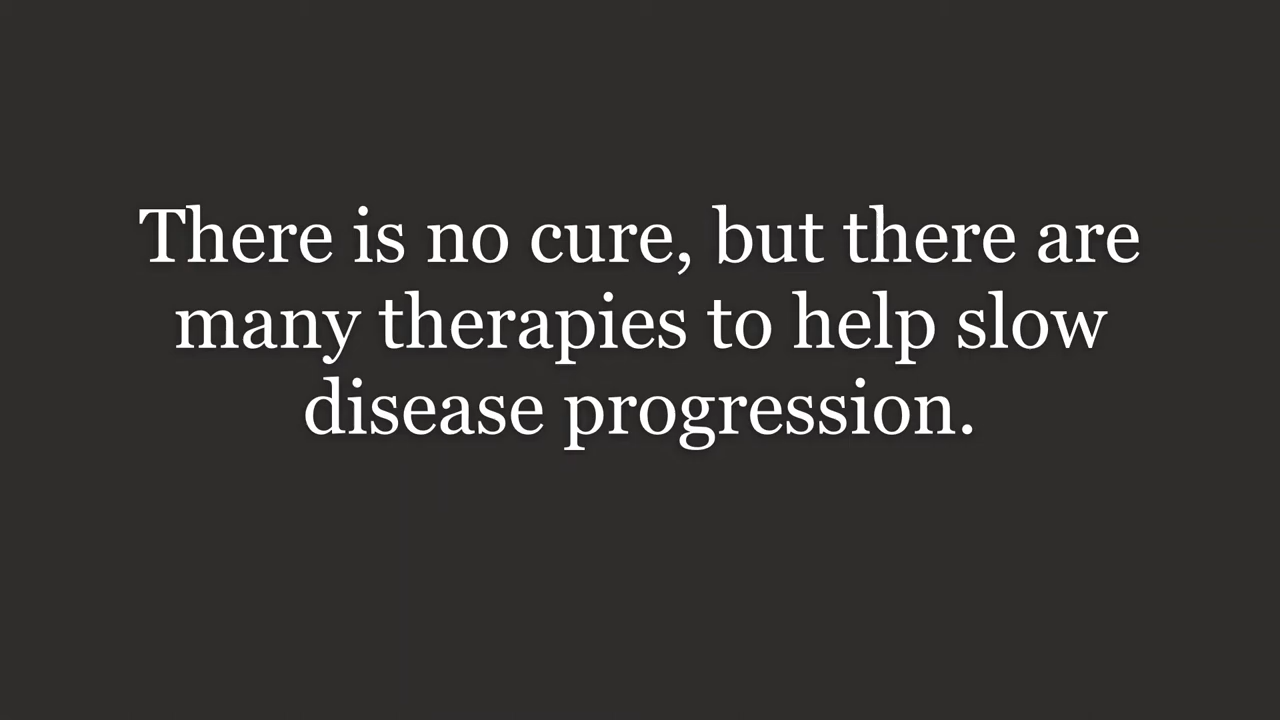 There is no cure, but there are
many therapies to help slow
disease progression.